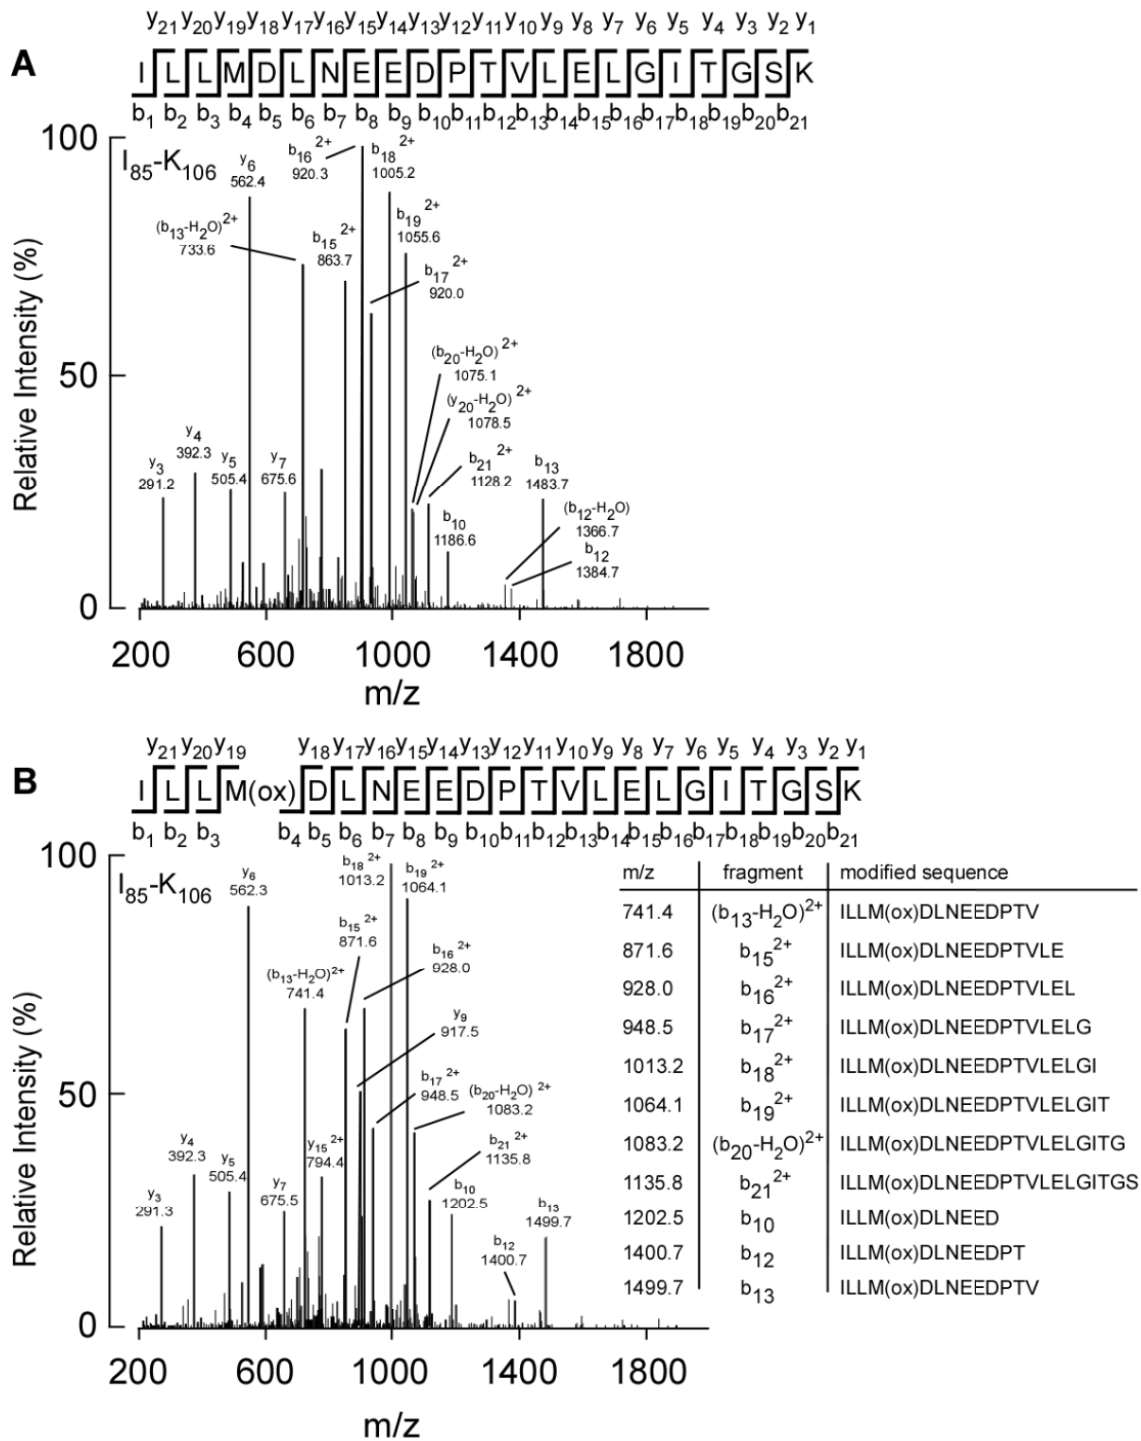 y21 y20 y19 y18 y17 y16 y15 y14 y13 y12 y11 y10 y9 y8 y7 y6 y5 y4 y3 y2 y1
A
I L L M D L N E E D P T V L E L G I T G S K
b1 b2 b3 b4 b5 b6 b7 b8 b9 b10 b11 b12 b13 b14 b15 b16 b17 b18 b19 b20 b21
100
I85-K106
y6
562.4
b16 2+
920.3
b18 2+
1005.2
(b13-H2O) 2+
733.6
b15 2+
863.7
b19 2+
1055.6
b17 2+
920.0
(b20-H2O) 2+
1075.1
(y20-H2O) 2+
1078.5
50
y3
291.2
y4
392.3
y5
505.4
y7
675.6
b21 2+
1128.2
b10
1186.6
b13
1483.7
(b12-H2O)
1366.7
b12
1384.7
0
Relative Intensity (%)
200 600 1000 1400 1800
m/z
y21 y20 y19 y18 y17 y16 y15 y14 y13 y12 y11 y10 y9 y8 y7 y6 y5 y4 y3 y2 y1
B
I L L M(ox) D L N E E D P T V L E L G I T G S K
b1 b2 b3 b4 b5 b6 b7 b8 b9 b10 b11 b12 b13 b14 b15 b16 b17 b18 b19 b20 b21
100
I85-K106
y6
562.3
b18 2+
1013.2
b19 2+
1064.1
b15 2+
871.6
b16 2+
928.0
(b13-H2O)2+
741.4
y9
917.5
b17 2+
948.5
(b20-H2O) 2+
1083.2
50
y3
291.3
y4
392.3
y5
505.4
y7
675.5
y15 2+
794.4
b21 2+
1135.8
b10
1202.5
b12
1400.7
b13
1499.7
0
Relative Intensity (%)
200 600 1000 1400 1800
m/z
m/z fragment modified sequence
741.4 (b13-H2O)2+ ILLM(ox)DLNEEDPTV
871.6 b15 2+ ILLM(ox)DLNEEDPTVLE
928.0 b16 2+ ILLM(ox)DLNEEDPTVLEL
948.5 b17 2+ ILLM(ox)DLNEEDPTVLELG
1013.2 b18 2+ ILLM(ox)DLNEEDPTVLELGI
1064.1 b19 2+ ILLM(ox)DLNEEDPTVLELGIT
1083.2 (b20-H2O)2+ ILLM(ox)DLNEEDPTVLELGITG
1135.8 b21 2+ ILLM(ox)DLNEEDPTVLELGITGS
1202.5 b10 ILLM(ox)DLNEED
1400.7 b12 ILLM(ox)DLNEEDPT
1499.7 b13 ILLM(ox)DLNEEDPTV